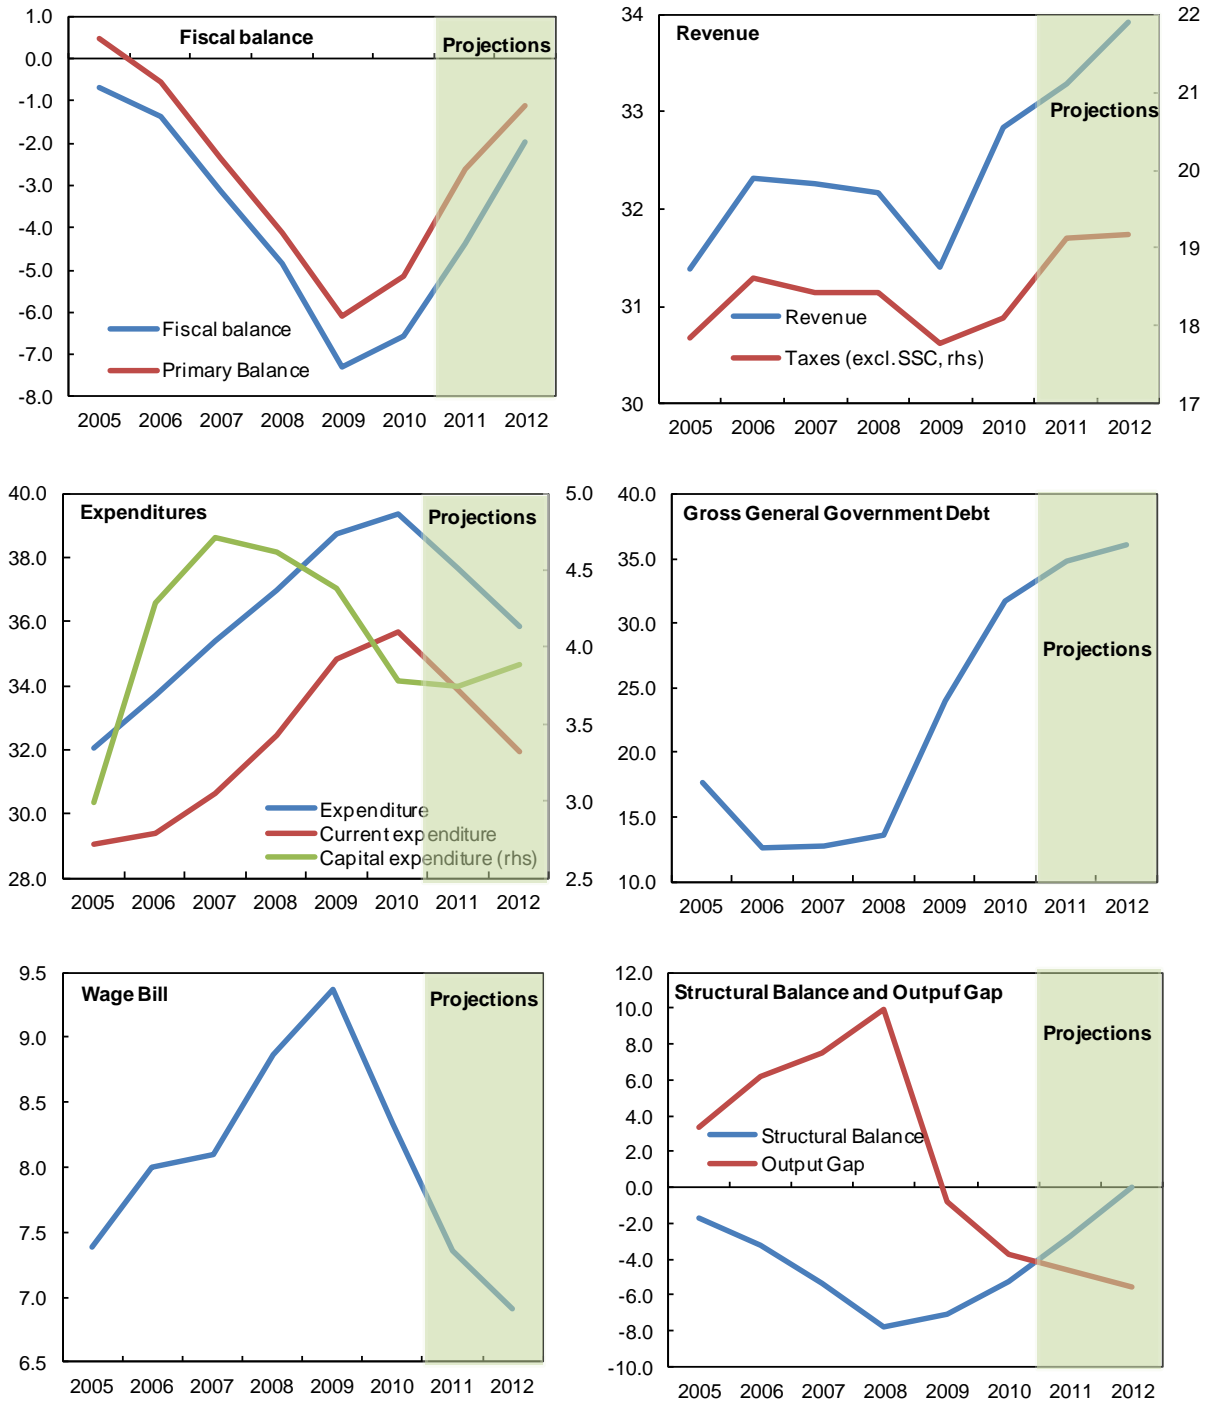 Fiscal balance
Projections
1.0
0.0
-1.0
-2.0
-3.0
-4.0
-5.0
-6.0
-7.0
-8.0
Fiscal balance
Primary Balance
2005 2006 2007 2008 2009 2010 2011 2012
Revenue
Projections
34
33
32
31
30
22
21
20
19
18
17
Revenue
Taxes (excl. SSC, rhs)
2005 2006 2007 2008 2009 2010 2011 2012
Expenditures
Projections
40.0
38.0
36.0
34.0
32.0
30.0
28.0
5.0
4.5
4.0
3.5
3.0
2.5
Expenditure
Current expenditure
Capital expenditure (rhs)
2005 2006 2007 2008 2009 2010 2011 2012
Gross General Government Debt
Projections
40.0
35.0
30.0
25.0
20.0
15.0
10.0
2005 2006 2007 2008 2009 2010 2011 2012
Wage Bill
Projections
9.5
9.0
8.5
8.0
7.5
7.0
6.5
2005 2006 2007 2008 2009 2010 2011 2012
Structural Balance and Outpuf Gap
Projections
12.0
10.0
8.0
6.0
4.0
2.0
0.0
-2.0
-4.0
-6.0
-8.0
-10.0
Structural Balance
Output Gap
2005 2006 2007 2008 2009 2010 2011 2012